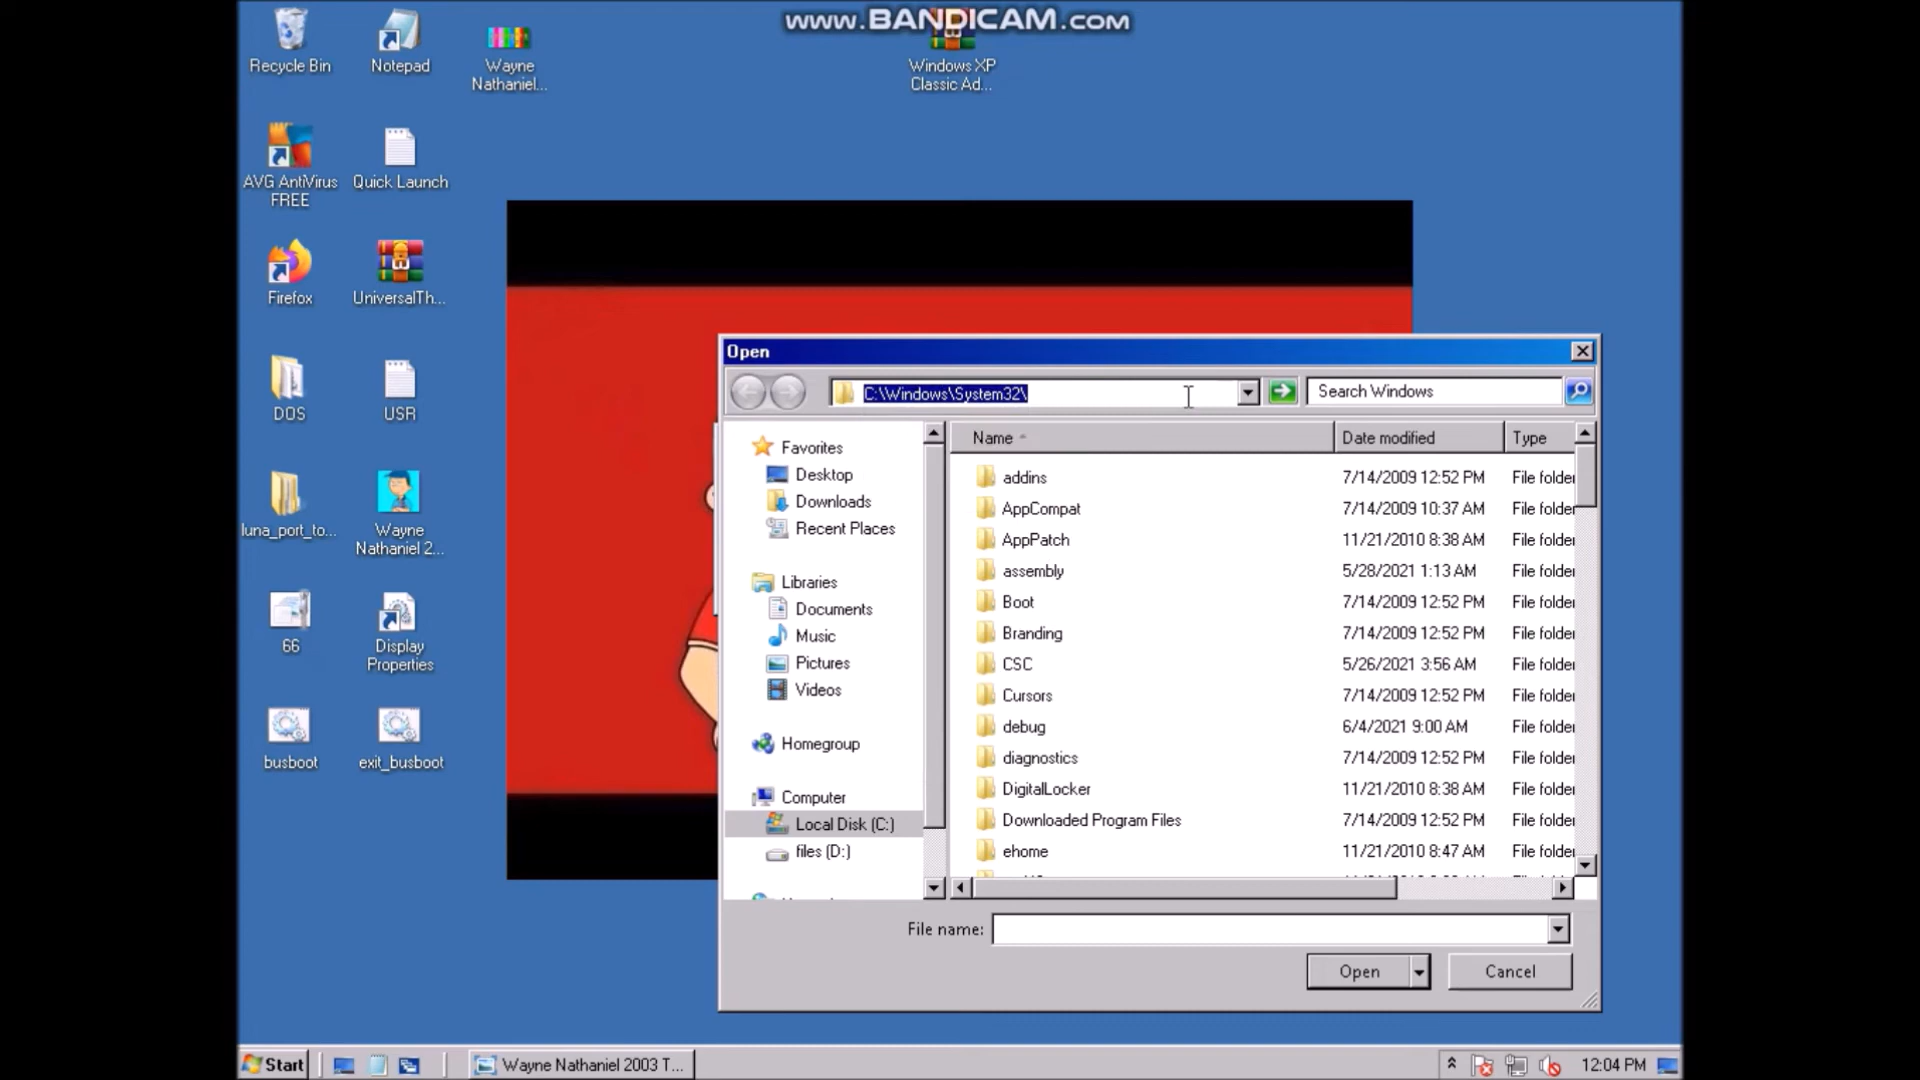 www.BANDICAM.com
Recycle Bin
Notepad
Wayne
Nathaniel...
Windows XP
Classic Ad...
AVG AntiVirus
FREE
Quick Launch
Firefox
UniversalTh...
DOS
USR
luna_port_to...
Wayne
Nathaniel 2...
66
Display
Properties
busboot
exit_busboot
Open
C:\Windows\System32\
Search Windows
Favorites
Desktop
Downloads
Recent Places
Libraries
Documents
Music
Pictures
Videos
Homegroup
Computer
Local Disk (C:)
files (D:)
Name Date modified Type
addins 7/14/2009 12:52 PM File folder
AppCompat 7/14/2009 10:37 AM File folder
AppPatch 11/21/2010 8:38 AM File folder
assembly 5/28/2021 1:13 AM File folder
Boot 7/14/2009 12:52 PM File folder
Branding 7/14/2009 12:52 PM File folder
CSC 5/26/2021 3:56 AM File folder
Cursors 7/14/2009 12:52 PM File folder
debug 6/4/2021 9:00 AM File folder
diagnostics 7/14/2009 12:52 PM File folder
DigitalLocker 11/21/2010 8:38 AM File folder
Downloaded Program Files 7/14/2009 12:52 PM File folder
ehome 11/21/2010 8:47 AM File folder
File name:
Open
Cancel
Start
Wayne Nathaniel 2003 T...
12:04 PM